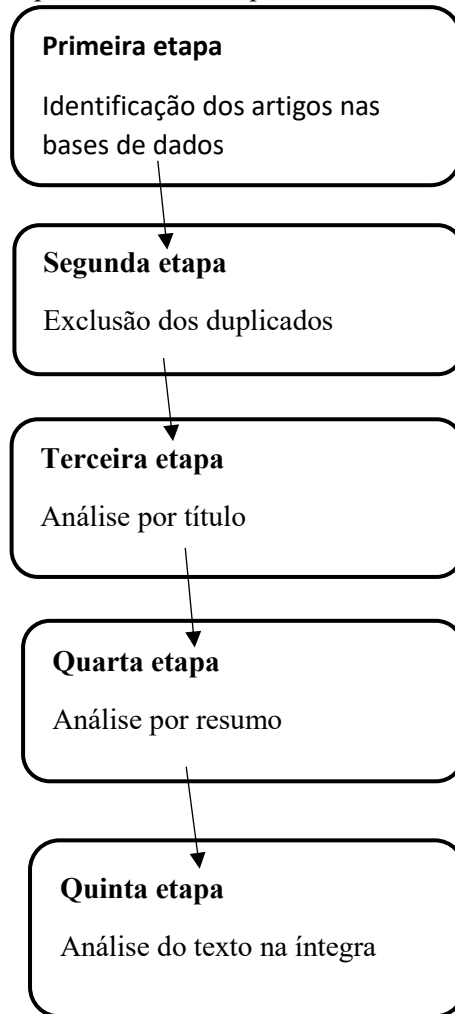 Primeira etapa
Identificação dos artigos nas
bases de dados
Segunda etapa
Exclusão dos duplicados
Terceira etapa
Análise por título
Quarta etapa
Análise por resumo
Quinta etapa
Análise do texto na íntegra